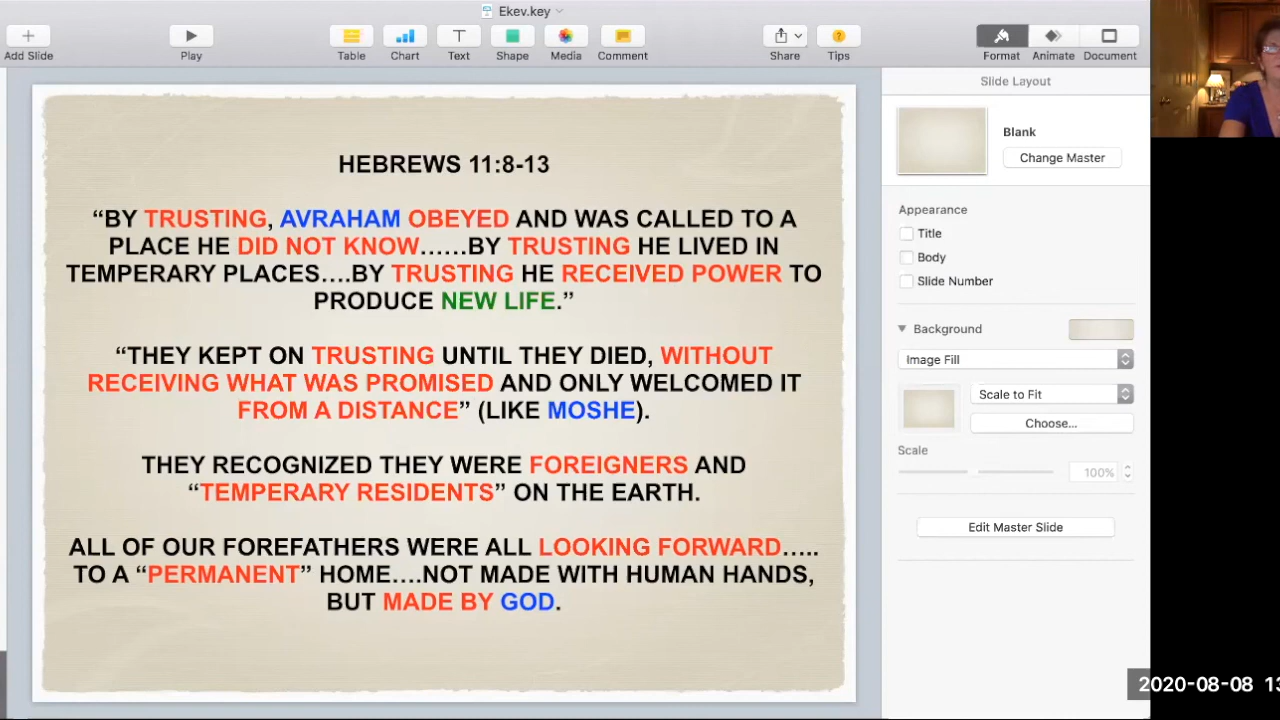 Ekev.key
Add Slide
Play
Table
Chart
Text
Shape
Media
Comment
Share
Tips
Format
Animate
Document
HEBREWS 11:8-13
“BY TRUSTING, AVRAHAM OBEYED AND WAS CALLED TO A
PLACE HE DID NOT KNOW……BY TRUSTING HE LIVED IN
TEMPERARY PLACES….BY TRUSTING HE RECEIVED POWER TO
PRODUCE NEW LIFE.”
“THEY KEPT ON TRUSTING UNTIL THEY DIED, WITHOUT
RECEIVING WHAT WAS PROMISED AND ONLY WELCOMED IT
FROM A DISTANCE” (LIKE MOSHE).
THEY RECOGNIZED THEY WERE FOREIGNERS AND
“TEMPERARY RESIDENTS” ON THE EARTH.
ALL OF OUR FOREFATHERS WERE ALL LOOKING FORWARD…..
TO A “PERMANENT” HOME….NOT MADE WITH HUMAN HANDS,
BUT MADE BY GOD.
Slide Layout
Blank
Change Master
Appearance
Title
Body
Slide Number
Background
Image Fill
Scale to Fit
Choose...
Scale
100%
Edit Master Slide
2020-08-08 13